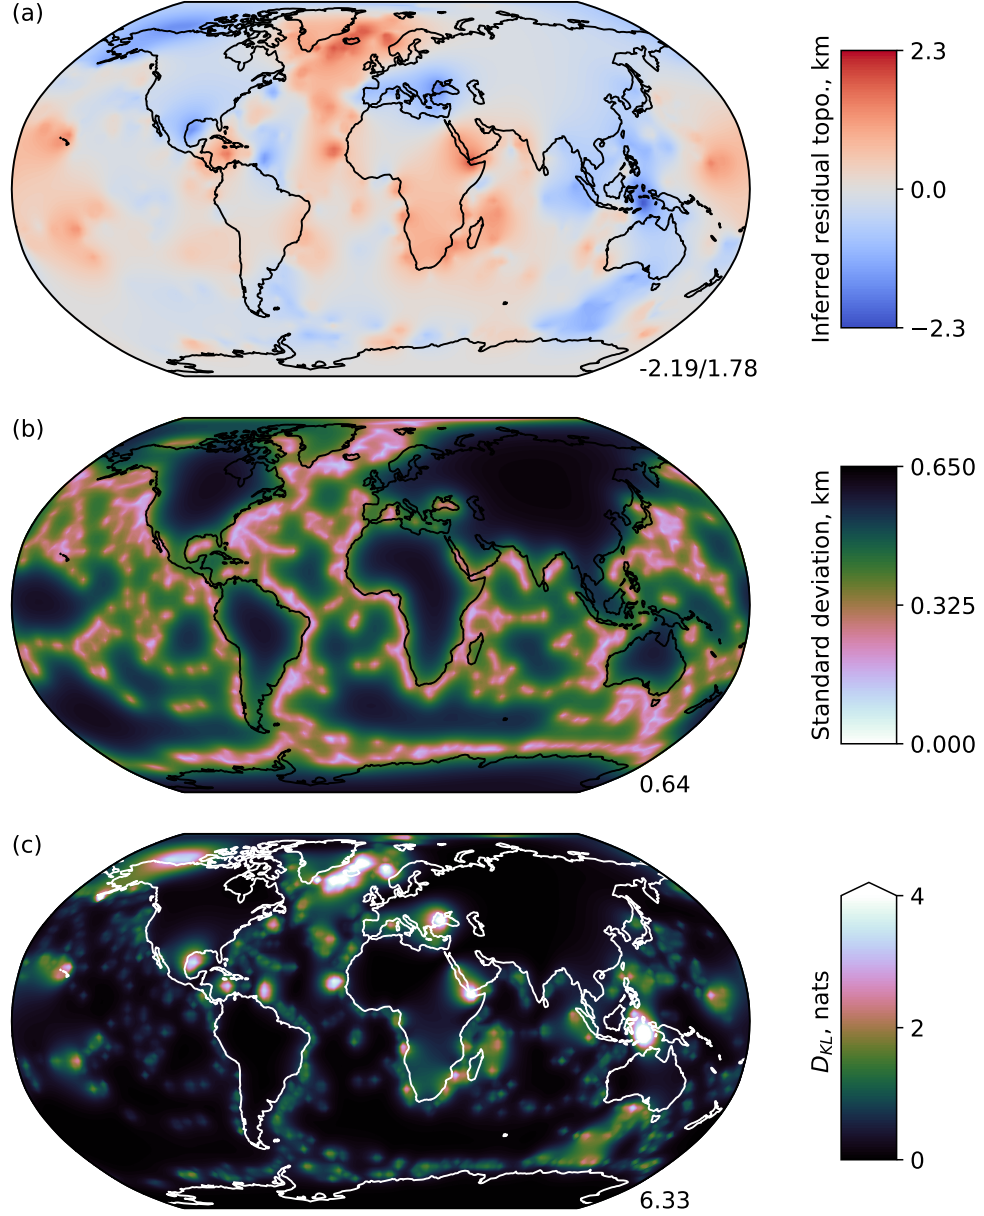 (a)
2.3
0.0
−2.3
Inferred residual topo., km
-2.19/1.78
(b)
0.650
0.325
0.000
Standard deviation, km
0.64
(c)
4
2
0
D_KL, nats
6.33